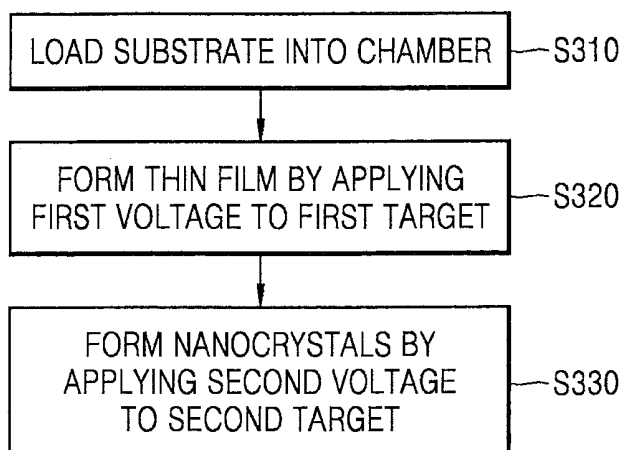 LOAD SUBSTRATE INTO CHAMBER
S310
FORM THIN FILM BY APPLYING
FIRST VOLTAGE TO FIRST TARGET
S320
FORM NANOCRYSTALS BY
APPLYING SECOND VOLTAGE
TO SECOND TARGET
S330